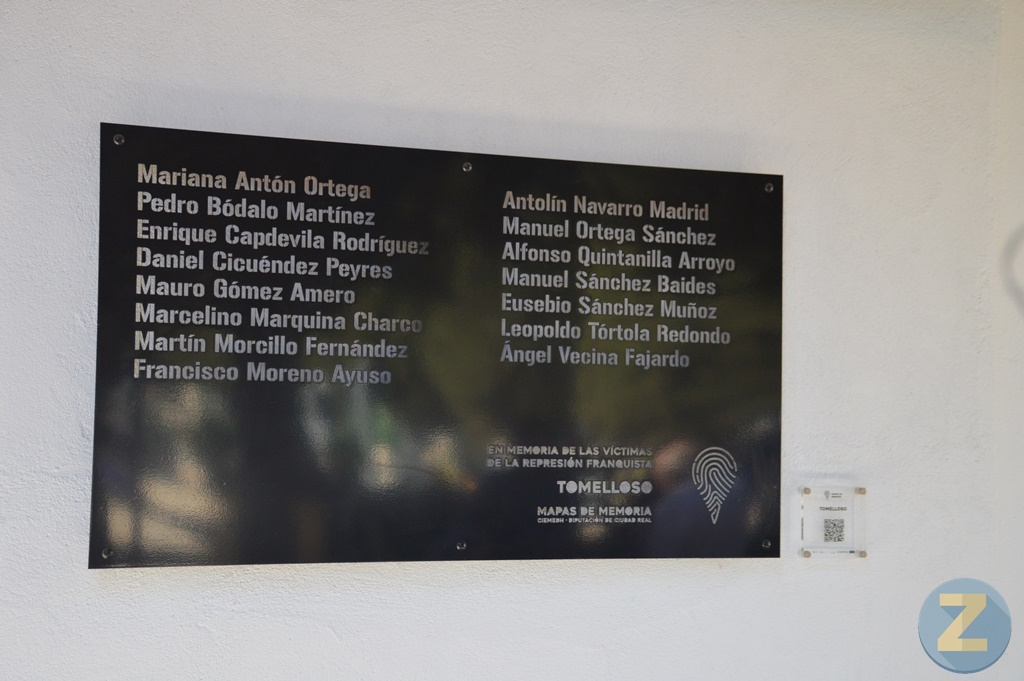 Mariana Antón Ortega
Pedro Bódalo Martínez
Enrique Capdevila Rodríguez
Daniel Cicuéndez Peyres
Mauro Gómez Amero
Marcelino Marquina Charco
Martín Morcillo Fernández
Francisco Moreno Ayuso
Antolín Navarro Madrid
Manuel Ortega Sánchez
Alfonso Quintanilla Arroyo
Manuel Sánchez Baides
Eusebio Sánchez Muñoz
Leopoldo Tórtola Redondo
Ángel Vecina Fajardo
EN MEMORIA DE LAS VÍCTIMAS
DE LA REPRESIÓN FRANQUISTA
TOMELLOSO
MAPAS DE MEMORIA
CIEMEDH · DIPUTACIÓN DE CIUDAD REAL
TOMELLOSO
Z